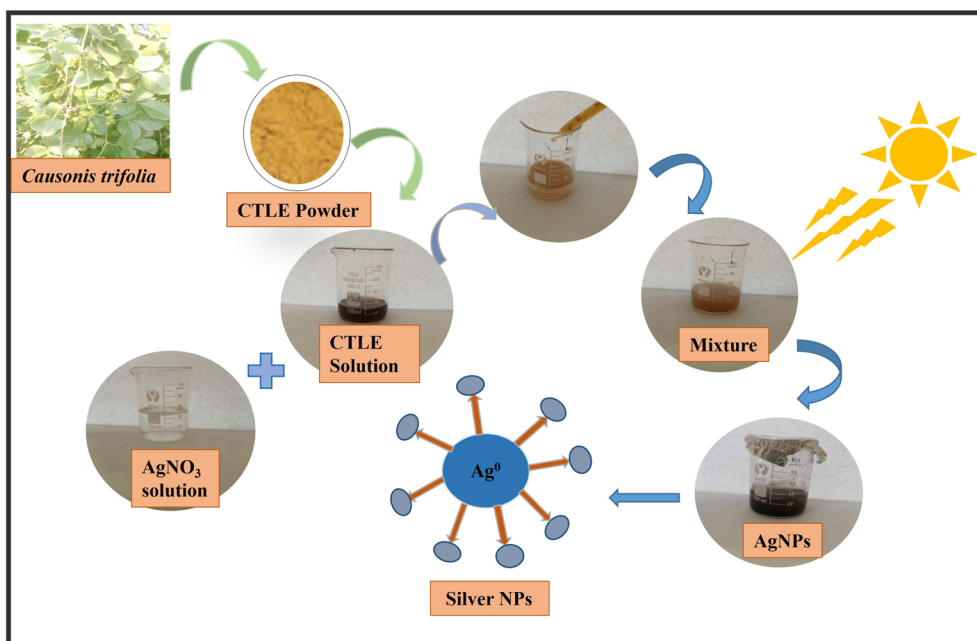 Causonis trifolia
CTLE Powder
CTLE
Solution
AgNO₃
solution
Mixture
AgNPs
Ag⁰
Silver NPs